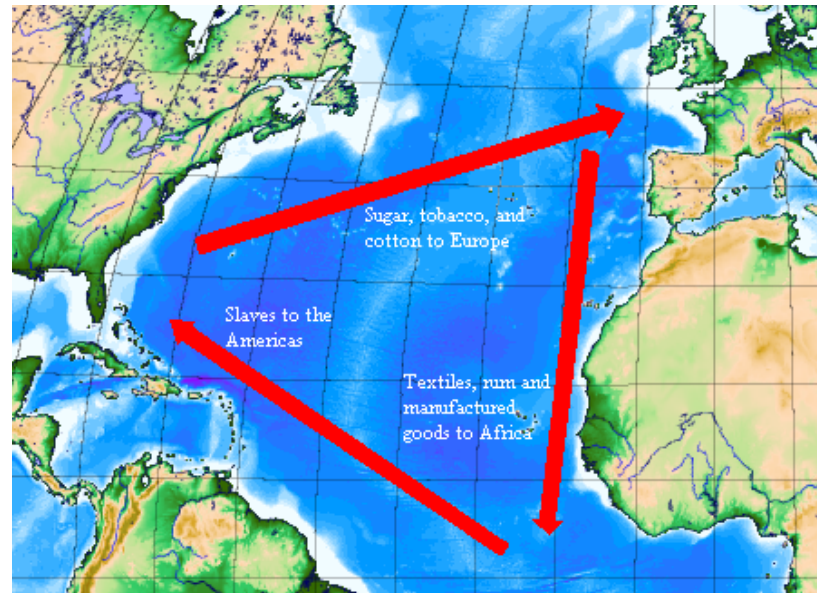 Sugar, tobacco, and
cotton to Europe
Slaves to the
Americas
Textiles, rum and
manufactured
goods to Africa